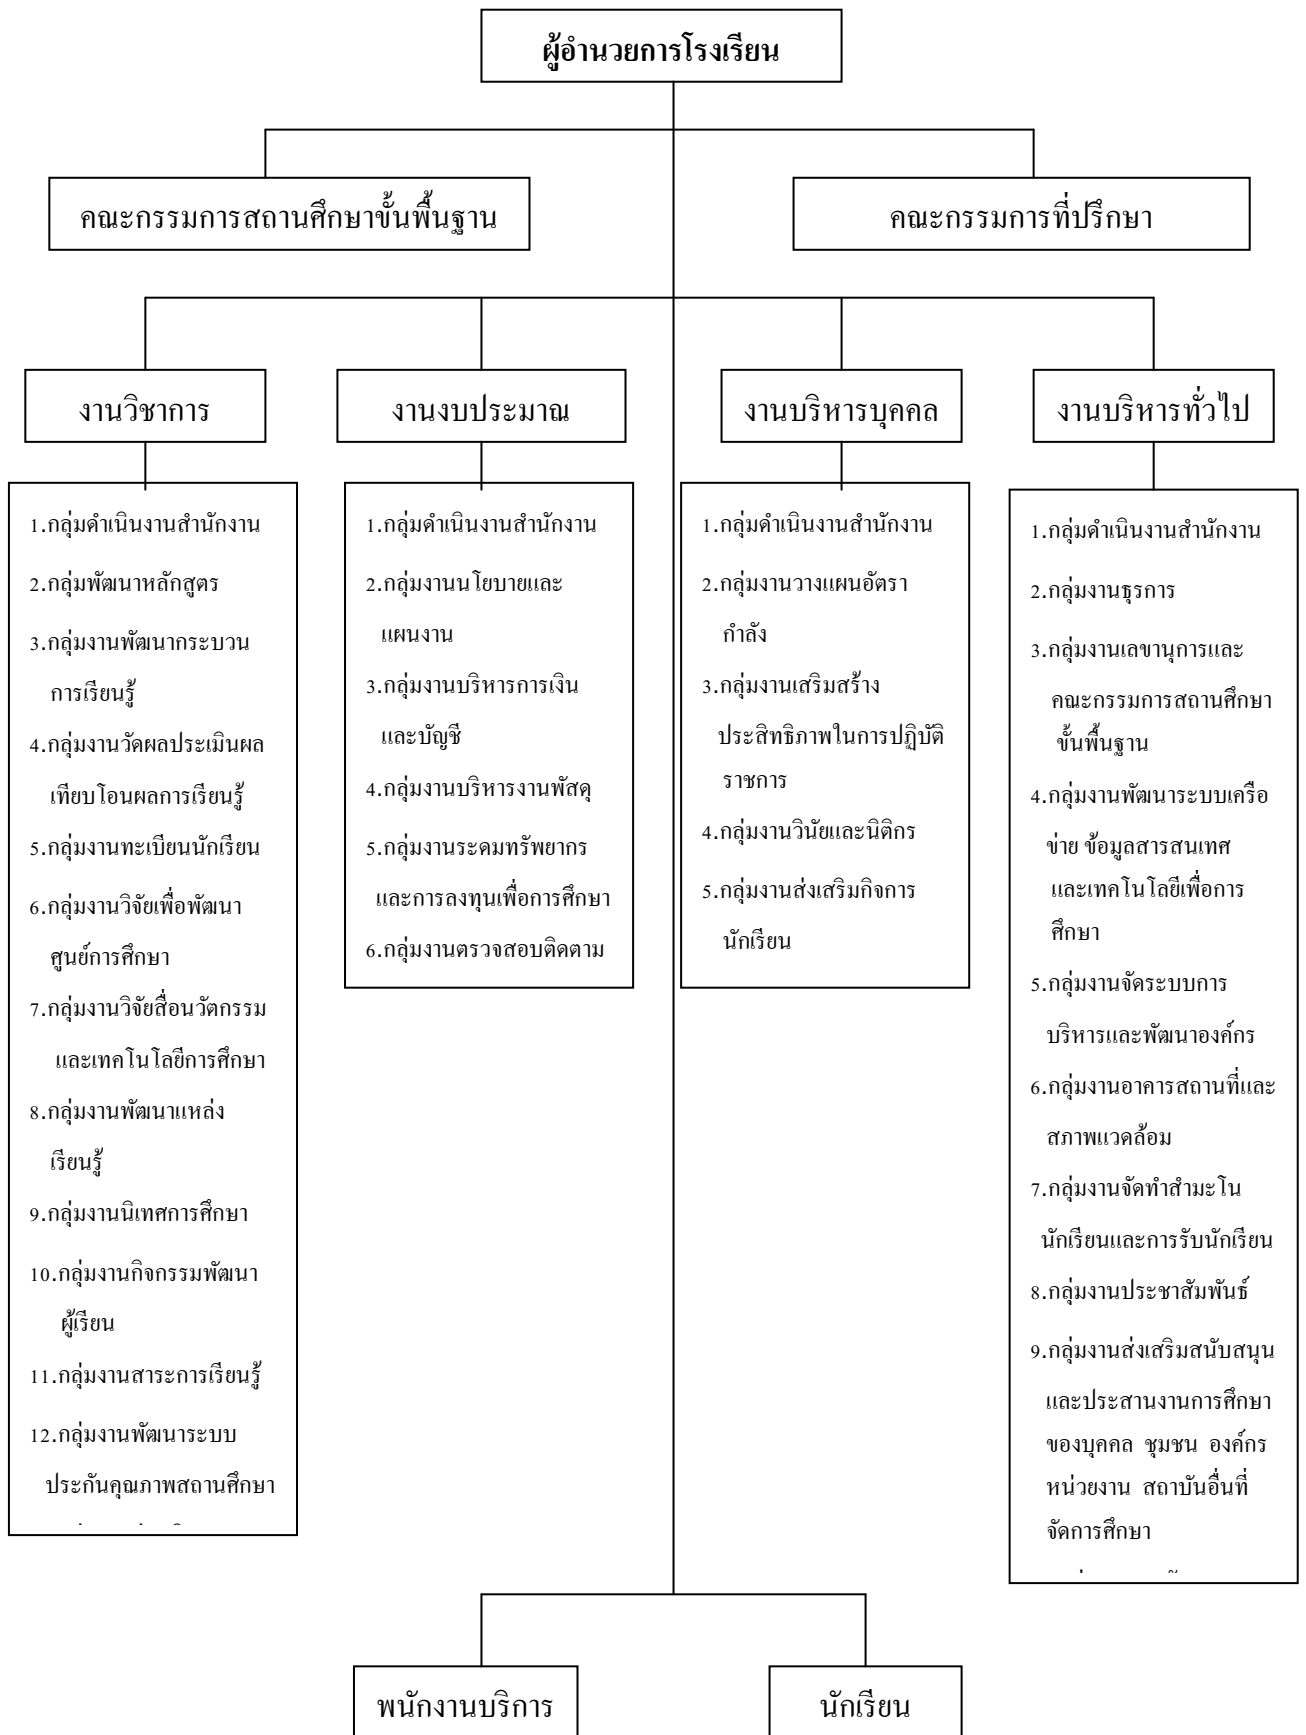 ผู้อำนวยการโรงเรียน
คณะกรรมการสถานศึกษาขั้นพื้นฐาน
คณะกรรมการที่ปรึกษา
งานวิชาการ
งานงบประมาณ
งานบริหารบุคคล
งานบริหารทั่วไป
1.กลุ่มดำเนินงานสำนักงาน
2.กลุ่มพัฒนาหลักสูตร
3.กลุ่มงานพัฒนากระบวน
การเรียนรู้
4.กลุ่มงานวัดผลประเมินผล
เทียบโอนผลการเรียนรู้
5.กลุ่มงานทะเบียนนักเรียน
6.กลุ่มงานวิจัยเพื่อพัฒนา
ศูนย์การศึกษา
7.กลุ่มงานวิจัยสื่อนวัตกรรม
และเทคโนโลยีการศึกษา
8.กลุ่มงานพัฒนาแหล่ง
เรียนรู้
9.กลุ่มงานนิเทศการศึกษา
10.กลุ่มงานกิจกรรมพัฒนา
ผู้เรียน
11.กลุ่มงานสาระการเรียนรู้
12.กลุ่มงานพัฒนาระบบ
ประกันคุณภาพสถานศึกษา
1.กลุ่มดำเนินงานสำนักงาน
2.กลุ่มงานนโยบายและ
แผนงาน
3.กลุ่มงานบริหารการเงิน
และบัญชี
4.กลุ่มงานบริหารงานพัสดุ
5.กลุ่มงานระดมทรัพยากร
และการลงทุนเพื่อการศึกษา
6.กลุ่มงานตรวจสอบติดตาม
1.กลุ่มดำเนินงานสำนักงาน
2.กลุ่มงานวางแผนอัตรา
กำลัง
3.กลุ่มงานเสริมสร้าง
ประสิทธิภาพในการปฏิบัติ
ราชการ
4.กลุ่มงานวินัยและนิติกร
5.กลุ่มงานส่งเสริมกิจการ
นักเรียน
1.กลุ่มดำเนินงานสำนักงาน
2.กลุ่มงานธุรการ
3.กลุ่มงานเลขานุการและ
คณะกรรมการสถานศึกษา
ขั้นพื้นฐาน
4.กลุ่มงานพัฒนาระบบเครือ
ข่าย ข้อมูลสารสนเทศ
และเทคโนโลยีเพื่อการ
ศึกษา
5.กลุ่มงานจัดระบบการ
บริหารและพัฒนาองค์กร
6.กลุ่มงานอาคารสถานที่และ
สภาพแวดล้อม
7.กลุ่มงานจัดทำสำมะโน
นักเรียนและการรับนักเรียน
8.กลุ่มงานประชาสัมพันธ์
9.กลุ่มงานส่งเสริมสนับสนุน
และประสานงานการศึกษา
ของบุคคล ชุมชน องค์กร
หน่วยงาน สถาบันอื่นที่
จัดการศึกษา
พนักงานบริการ
นักเรียน